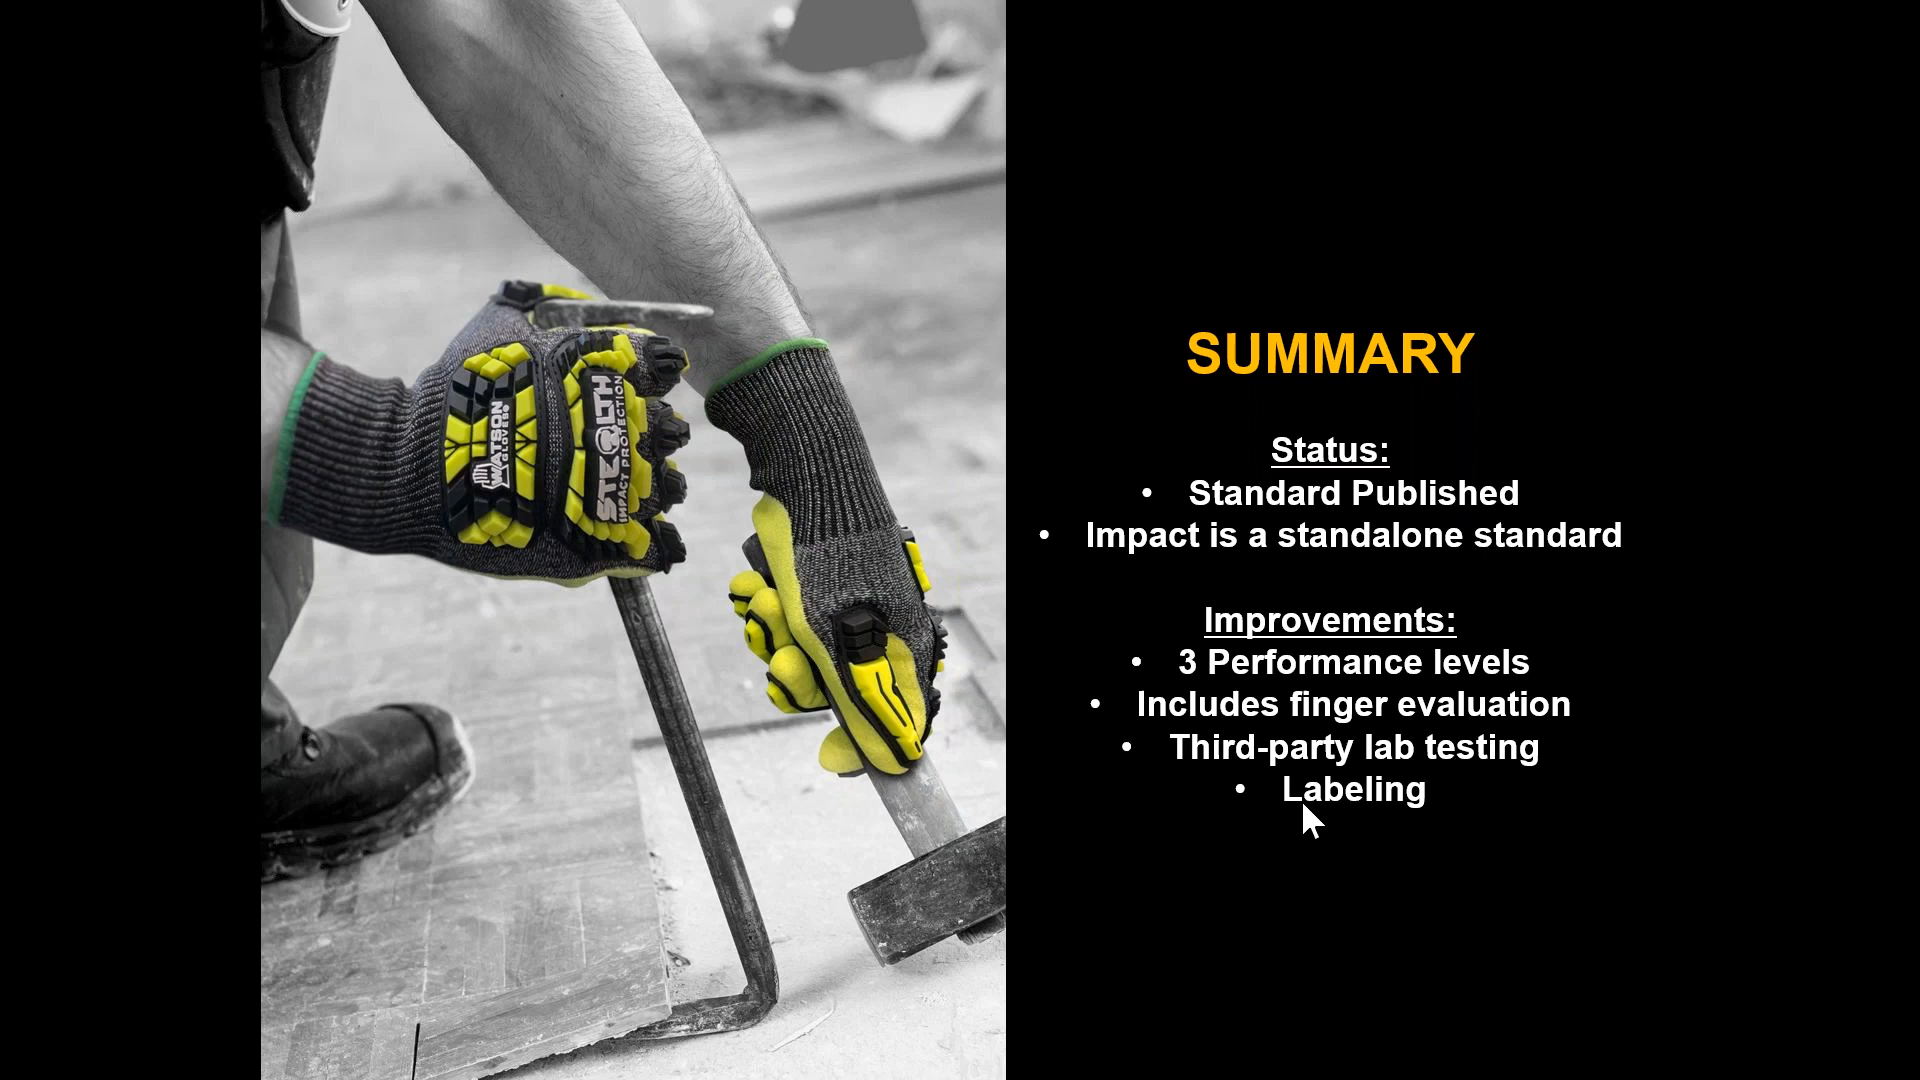 WATSON
GLOVES®
STEALTH
IMPACT PROTECTION
SUMMARY
Status:
• Standard Published
• Impact is a standalone standard
Improvements:
• 3 Performance levels
• Includes finger evaluation
• Third-party lab testing
• Labeling